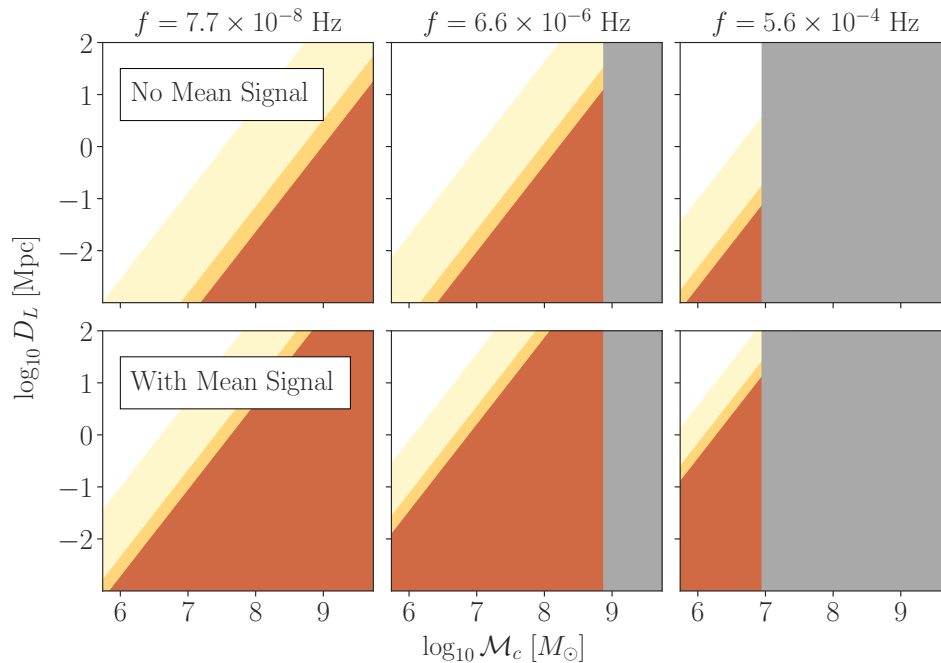 f = 7.7 × 10⁻⁸ Hz
f = 6.6 × 10⁻⁶ Hz
f = 5.6 × 10⁻⁴ Hz
log₁₀ D_L [Mpc]
2
1
0
−1
−2
No Mean Signal
2
1
0
−1
−2
With Mean Signal
6 7 8 9
6 7 8 9
6 7 8 9
log₁₀ ℳ_c [M_⊙]